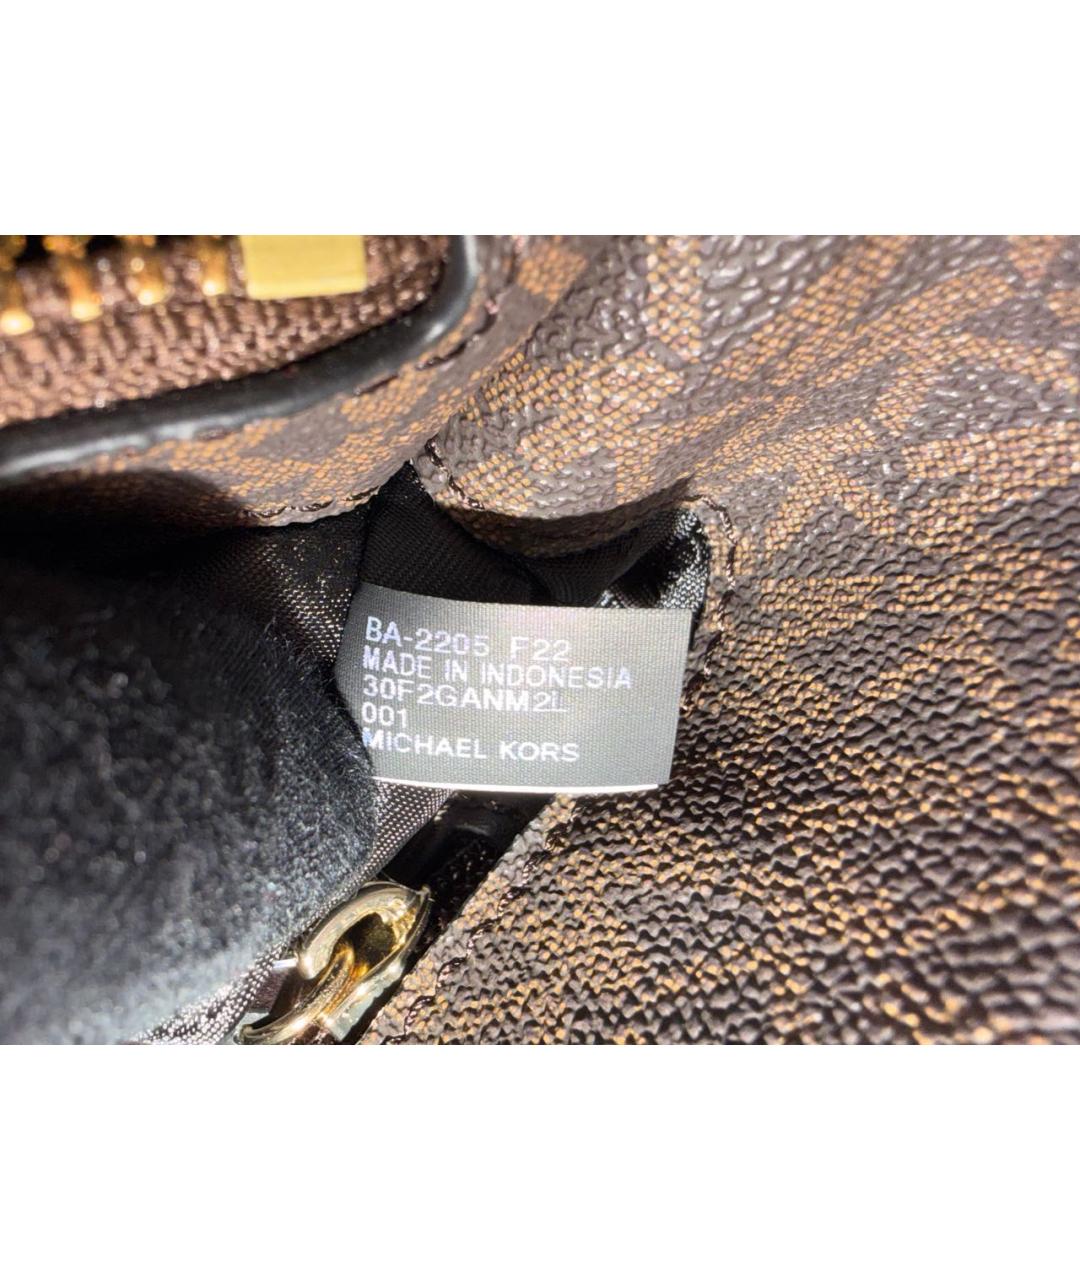 BA-2205 F22
MADE IN INDONESIA
30F2GANM2L
001
MICHAEL KORS